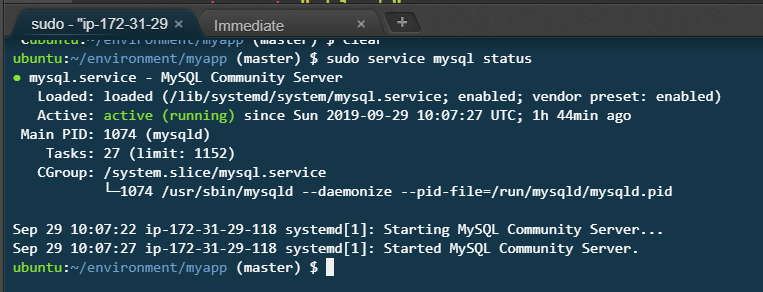 sudo - "ip-172-31-29
Immediate
ubuntu:~/environment/myapp (master) $ clear
ubuntu:~/environment/myapp (master) $ sudo service mysql status
● mysql.service - MySQL Community Server
   Loaded: loaded (/lib/systemd/system/mysql.service; enabled; vendor preset: enabled)
   Active: active (running) since Sun 2019-09-29 10:07:27 UTC; 1h 44min ago
 Main PID: 1074 (mysqld)
    Tasks: 27 (limit: 1152)
   CGroup: /system.slice/mysql.service
           └─1074 /usr/sbin/mysqld --daemonize --pid-file=/run/mysqld/mysqld.pid
Sep 29 10:07:22 ip-172-31-29-118 systemd[1]: Starting MySQL Community Server...
Sep 29 10:07:27 ip-172-31-29-118 systemd[1]: Started MySQL Community Server.
ubuntu:~/environment/myapp (master) $